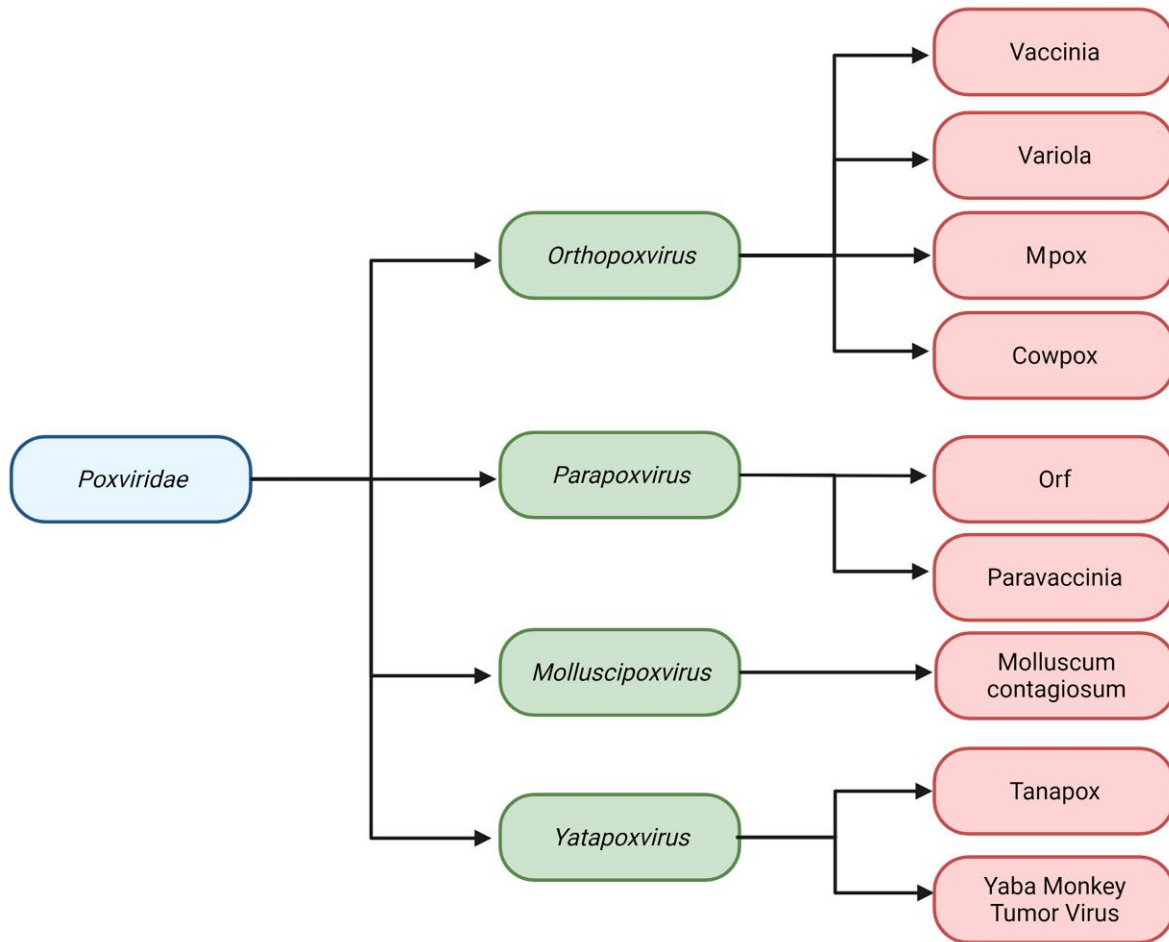 Vaccinia
Variola
Orthopoxvirus
Mpox
Cowpox
Poxviridae
Parapoxvirus
Orf
Paravaccinia
Molluscipoxvirus
Molluscum
contagiosum
Tanapox
Yatapoxvirus
Yaba Monkey
Tumor Virus